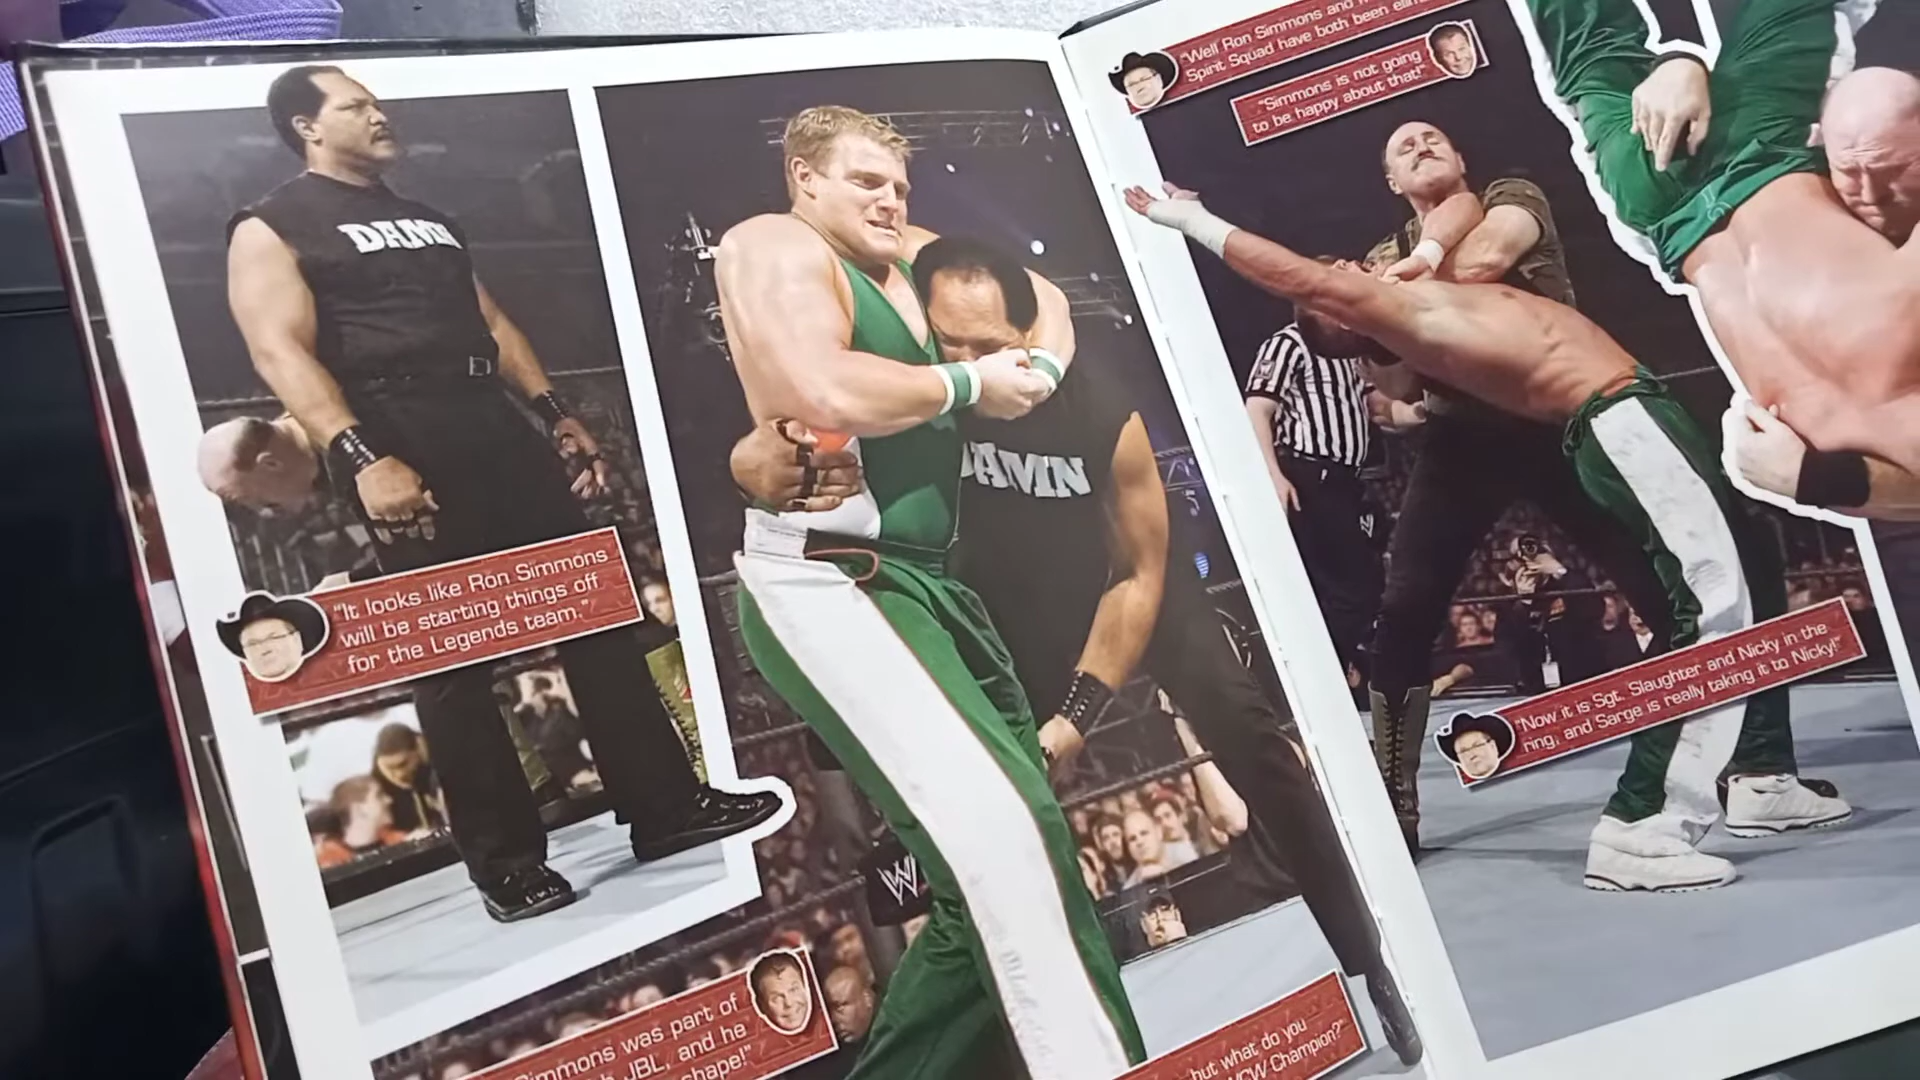 DAMN
"It looks like Ron Simmons
will be starting things off
for the Legends team."
Simmons was part of
JBL, and he
shape!"
DAMN
W
but what do you
WCW Champion?"
"Well Ron Simmons and
Spirit Squad have both been
"Simmons is not going
to be happy about that!"
"Now it is Sgt. Slaughter and Nicky in the
ring, and Sarge is really taking it to Nicky!"